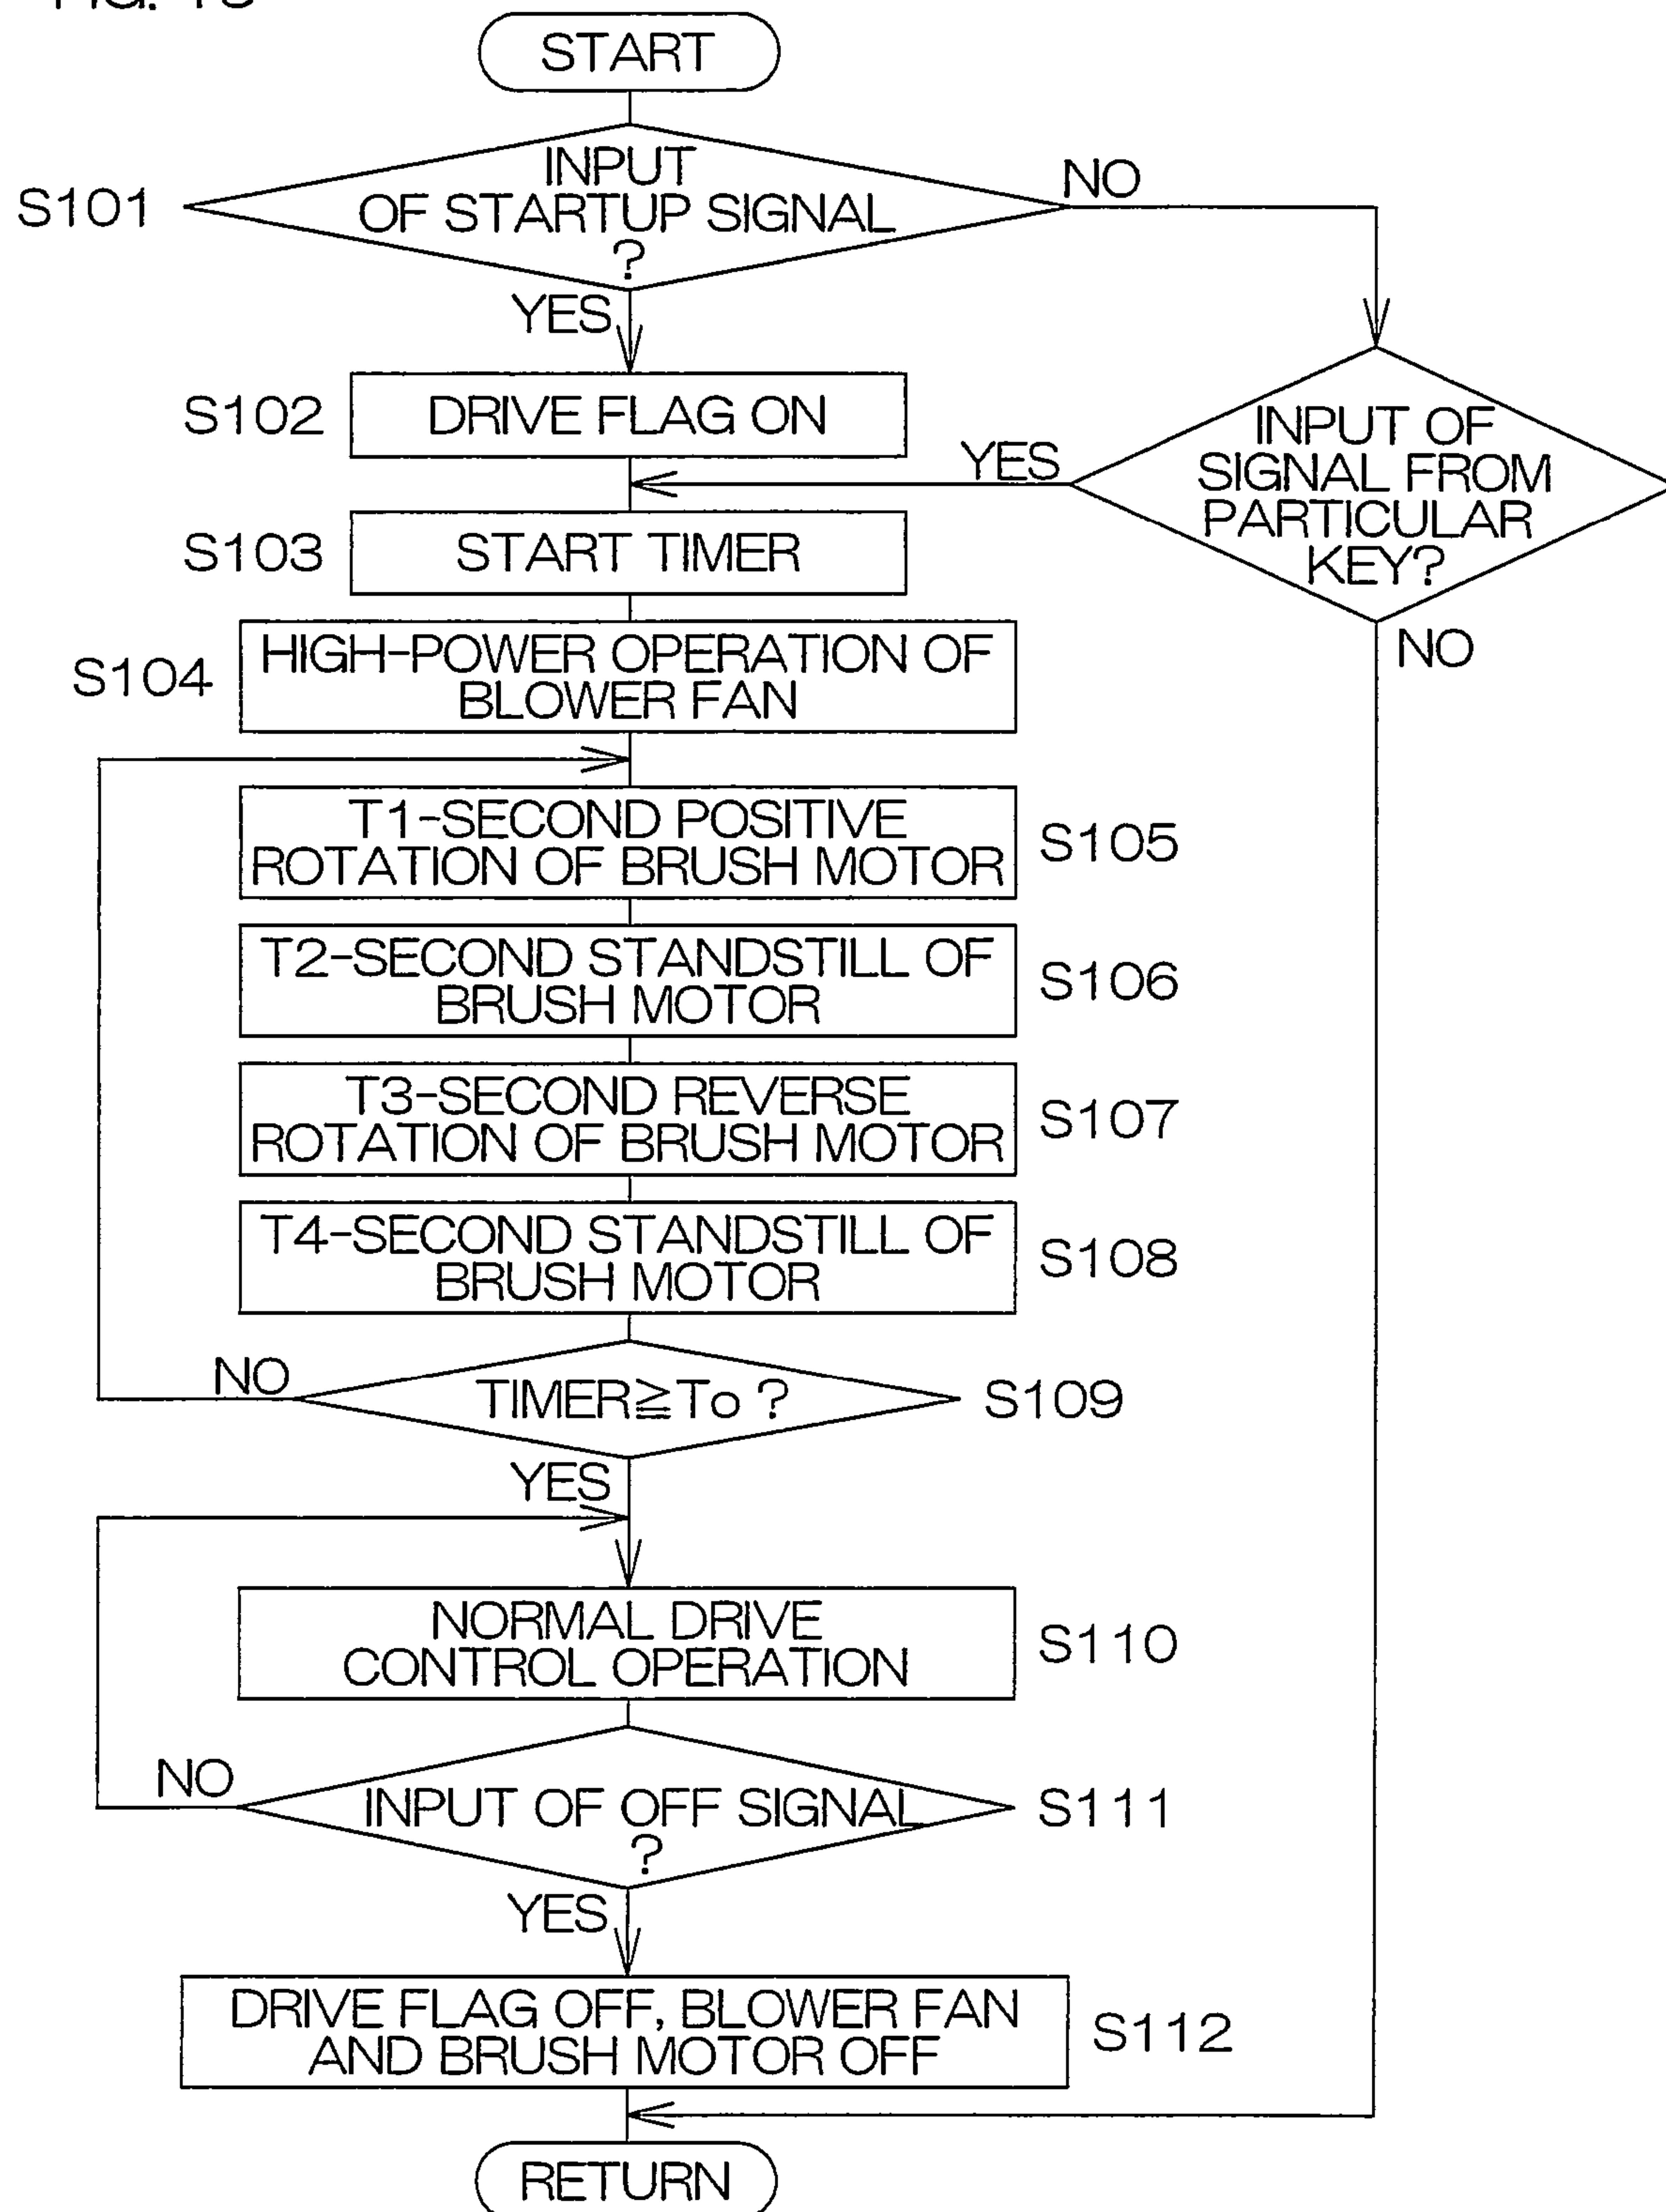 START
INPUT
OF STARTUP SIGNAL
?
S101
NO
YES
S102
DRIVE FLAG ON
YES
INPUT OF
SIGNAL FROM
PARTICULAR
KEY?
NO
S103
START TIMER
S104
HIGH-POWER OPERATION OF
BLOWER FAN
T1-SECOND POSITIVE
ROTATION OF BRUSH MOTOR
S105
T2-SECOND STANDSTILL OF
BRUSH MOTOR
S106
T3-SECOND REVERSE
ROTATION OF BRUSH MOTOR
S107
T4-SECOND STANDSTILL OF
BRUSH MOTOR
S108
NO
TIMER≧To ?
S109
YES
NORMAL DRIVE
CONTROL OPERATION
S110
NO
INPUT OF OFF SIGNAL
?
S111
YES
DRIVE FLAG OFF, BLOWER FAN
AND BRUSH MOTOR OFF
S112
RETURN